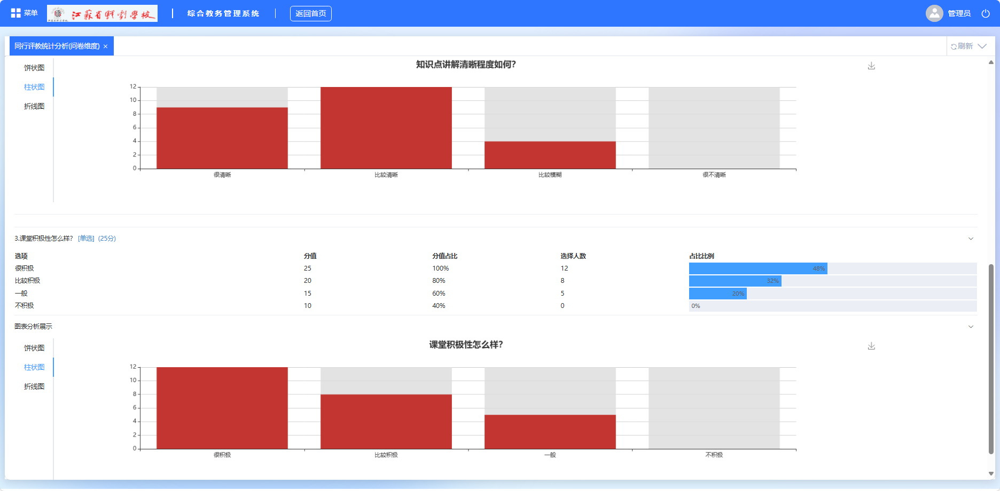 菜单
江苏省戏剧学校
综合教务管理系统
返回首页
管理员
同行评教统计分析(问卷维度) ×
刷新
饼状图
柱状图
折线图
知识点讲解清晰程度如何?
12
10
8
6
4
2
0
很清晰 比较清晰 比较模糊 很不清晰
3.课堂积极性怎么样? [单选] (25分)
选项 分值 分值占比 选择人数 占比比例
很积极 25 100% 12 48%
比较积极 20 80% 8 32%
一般 15 60% 5 20%
不积极 10 40% 0 0%
图表分析展示
饼状图
柱状图
折线图
课堂积极性怎么样?
12
10
8
6
4
2
0
很积极 比较积极 一般 不积极